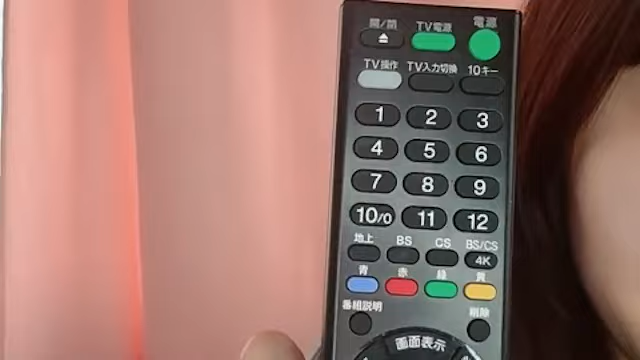 開/閉 TV電源 電源
TV操作 TV入力切換 10キー
1 2 3
4 5 6
7 8 9
10/0 11 12
地上 BS CS BS/CS
4K
青 赤 緑 黄
番組説明 削除
画面表示